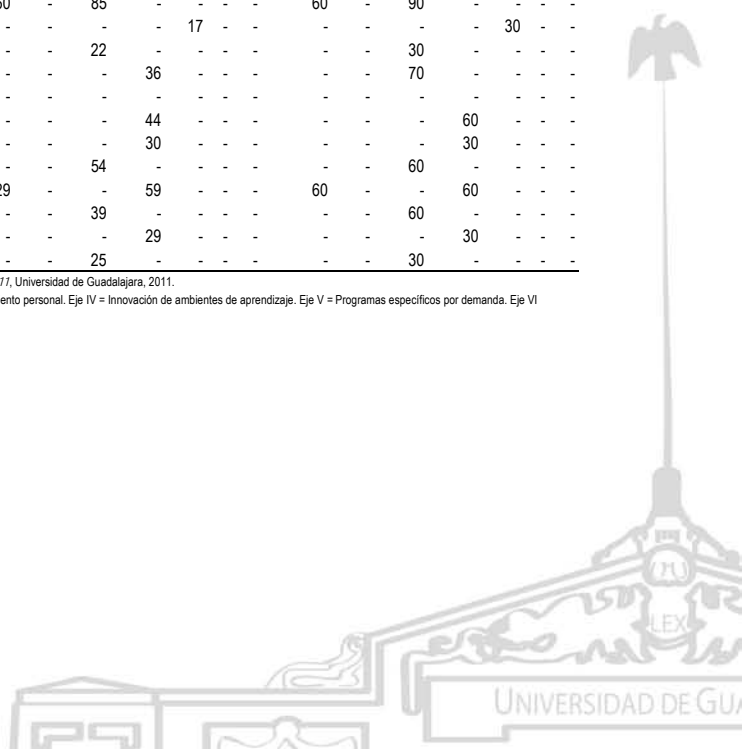 - 85 - - - - 60 - 90 - - - -
- - - - 17 - - - - - - 30 - -
- - 22 - - - - - - 30 - - - -
- - - 36 - - - - - 70 - - - -
- - - - - - - - - - - - - -
- - - 44 - - - - - - 60 - - -
- - - 30 - - - - - - 30 - - -
- - 54 - - - - - - 60 - - - -
29 - - 59 - - - 60 - - 60 - - -
- - 39 - - - - - - 60 - - - -
- - - 29 - - - - - - 30 - - -
- - 25 - - - - - - 30 - - - -
11, Universidad de Guadalajara, 2011.
ento personal. Eje IV = Innovación de ambientes de aprendizaje. Eje V = Programas específicos por demanda. Eje VI
LEX
UNIVERSIDAD DE GUA